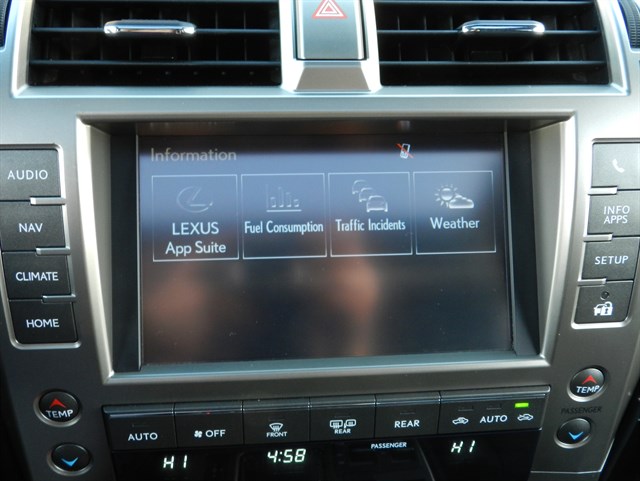 Information
LEXUS
App Suite
Fuel Consumption
Traffic Incidents
Weather
AUDIO
NAV
CLIMATE
HOME
INFO
APPS
SETUP
TEMP
TEMP
PASSENGER
AUTO
OFF
FRONT
REAR
REAR
AUTO
PASSENGER
HI
4:58
HI